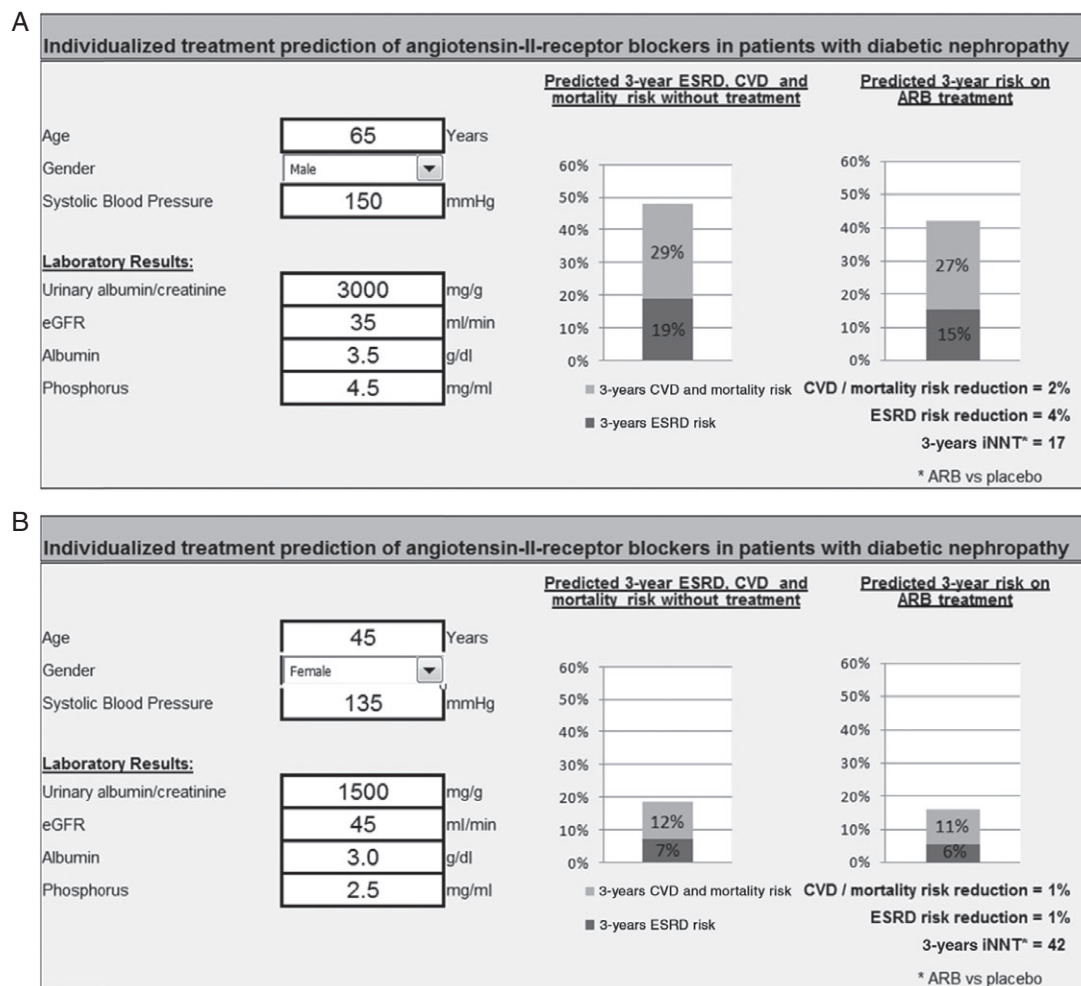 A
Individualized treatment prediction of angiotensin-II-receptor blockers in patients with diabetic nephropathy
Predicted 3-year ESRD, CVD and
mortality risk without treatment
Predicted 3-year risk on
ARB treatment
Age 65 Years
Gender Male
Systolic Blood Pressure 150 mmHg
Laboratory Results:
Urinary albumin/creatinine 3000 mg/g
eGFR 35 ml/min
Albumin 3.5 g/dl
Phosphorus 4.5 mg/ml
60%
50%
40%
30%
20%
10%
0%
29%
19%
3-years CVD and mortality risk
3-years ESRD risk
60%
50%
40%
30%
20%
10%
0%
27%
15%
CVD / mortality risk reduction = 2%
ESRD risk reduction = 4%
3-years iNNT* = 17
* ARB vs placebo
B
Individualized treatment prediction of angiotensin-II-receptor blockers in patients with diabetic nephropathy
Predicted 3-year ESRD, CVD and
mortality risk without treatment
Predicted 3-year risk on
ARB treatment
Age 45 Years
Gender Female
Systolic Blood Pressure 135 mmHg
Laboratory Results:
Urinary albumin/creatinine 1500 mg/g
eGFR 45 ml/min
Albumin 3.0 g/dl
Phosphorus 2.5 mg/ml
60%
50%
40%
30%
20%
10%
0%
12%
7%
3-years CVD and mortality risk
3-years ESRD risk
60%
50%
40%
30%
20%
10%
0%
11%
6%
CVD / mortality risk reduction = 1%
ESRD risk reduction = 1%
3-years iNNT* = 42
* ARB vs placebo